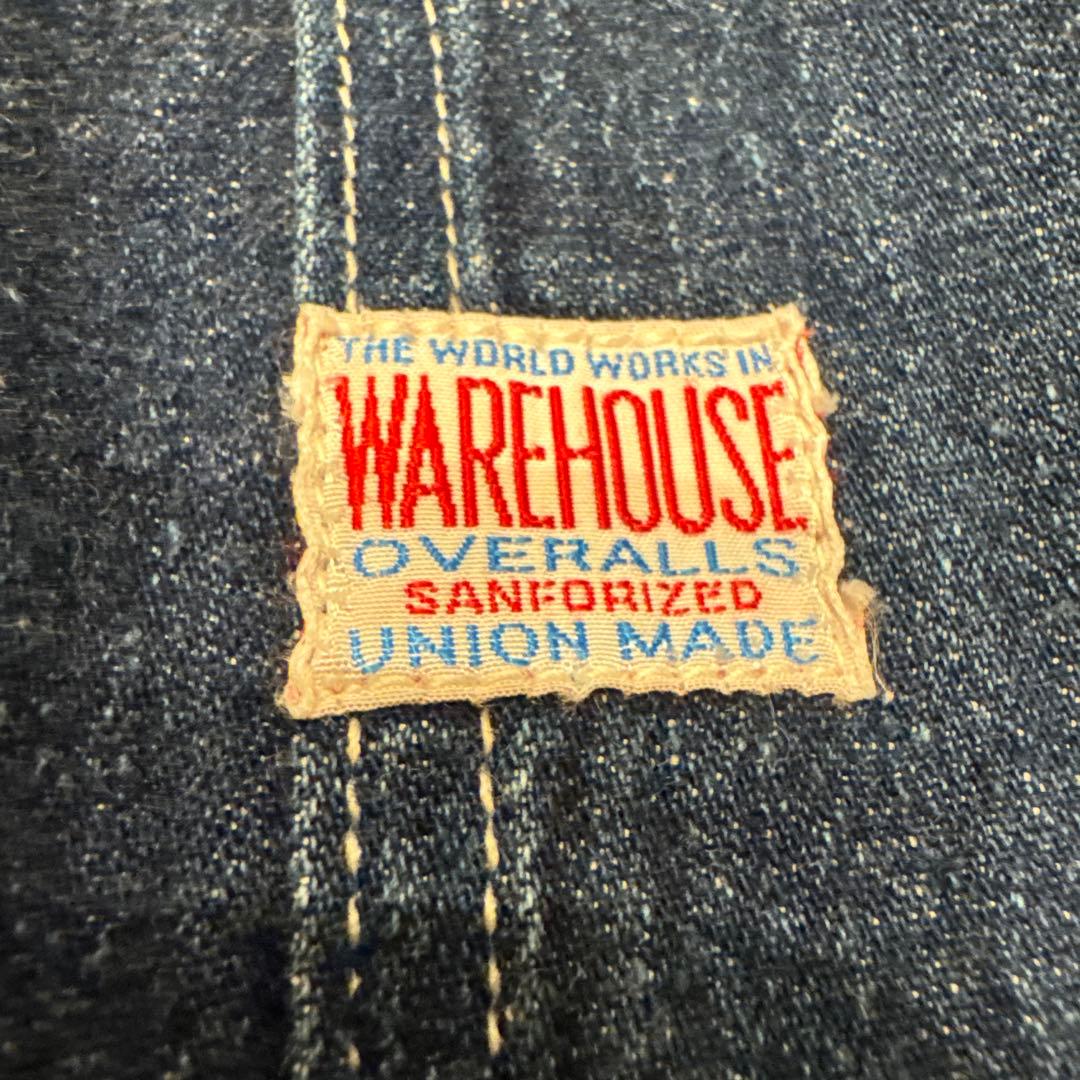 THE WORLD WORKS IN
WAREHOUSE
OVERALLS
SANFORIZED
UNION MADE